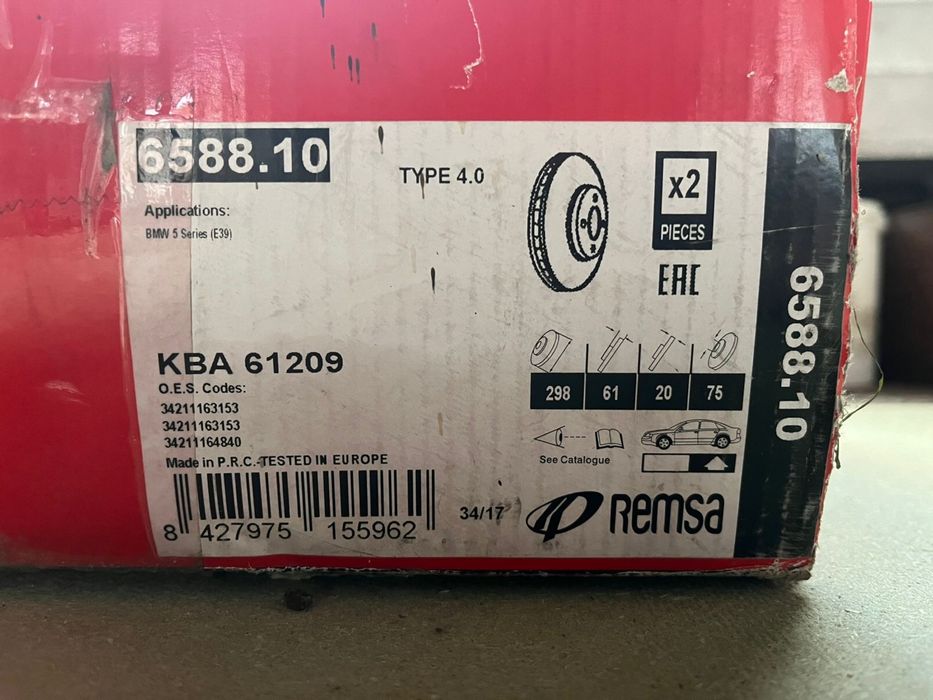 6588.10
TYPE 4.0
x2
PIECES
Applications:
BMW 5 Series (E39)
EAC
KBA 61209
O.E.S. Codes:
34211163153
34211163153
34211164840
Made in P.R.C.-TESTED IN EUROPE
8 427975 155962
34/17
298 61 20 75
See Catalogue
REMSA
6588.10